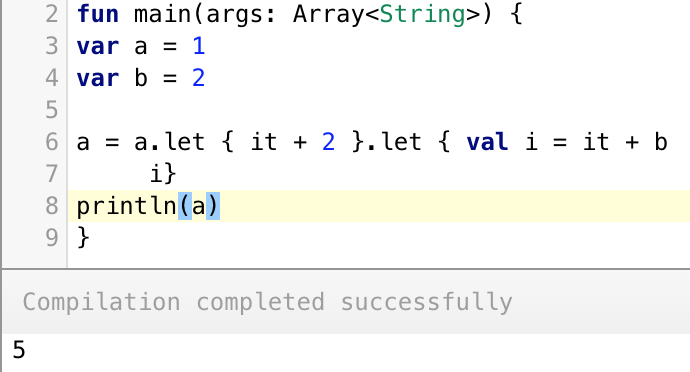 2 fun main(args: Array<String>) {
3 var a = 1
4 var b = 2
5
6 a = a.let { it + 2 }.let { val i = it + b
7 i}
8 println(a)
9 }
Compilation completed successfully
5